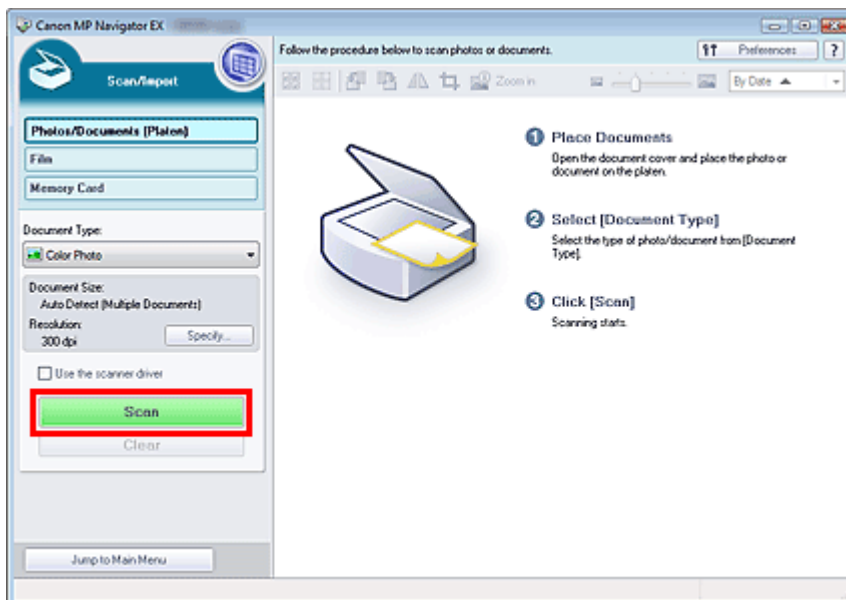 Canon MP Navigator EX
Scan/Import
Photos/Documents (Platen)
Film
Memory Card
Document Type:
Color Photo
Document Size:
Auto Detect (Multiple Documents)
Resolution:
300 dpi
Specify...
Use the scanner driver
Scan
Clear
Jump to Main Menu
Follow the procedure below to scan photos or documents.
Preferences
?
Zoom in
By Date
1 Place Documents
Open the document cover and place the photo or
document on the platen.
2 Select [Document Type]
Select the type of photo/document from [Document
Type].
3 Click [Scan]
Scanning starts.